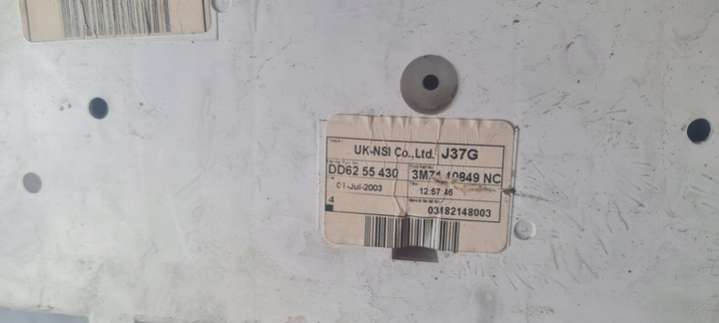 UK-NSI Co.,Ltd. J37G
DD62 55 430 3M71 10849 NC
01-Jul-2003 12:57:46
4 03182148003